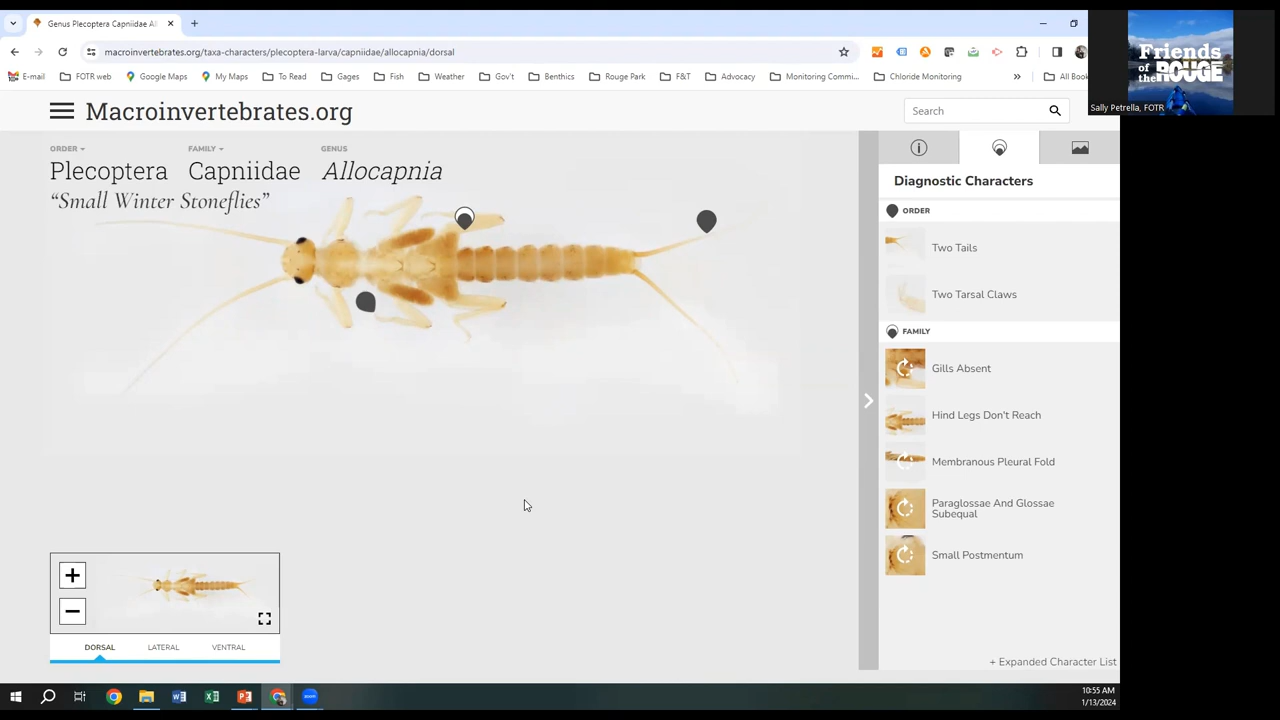 Genus Plecoptera Capniidae Al
macroinvertebrates.org/taxa-characters/plecoptera-larva/capniidae/allocapnia/dorsal
E-mail
FOTR web
Google Maps
My Maps
To Read
Gages
Fish
Weather
Gov't
Benthics
Rouge Park
F&T
Advocacy
Monitoring Commi...
Chloride Monitoring
»
All Book
Friends
of the ROUGE
Sally Petrella, FOTR
Macroinvertebrates.org
Search
ORDER
FAMILY
GENUS
Plecoptera
Capniidae
Allocapnia
“Small Winter Stoneflies”
Diagnostic Characters
ORDER
Two Tails
Two Tarsal Claws
FAMILY
Gills Absent
Hind Legs Don't Reach
Membranous Pleural Fold
Paraglossae And Glossae
Subequal
Small Postmentum
+ Expanded Character List
DORSAL
LATERAL
VENTRAL
10:55 AM
1/13/2024